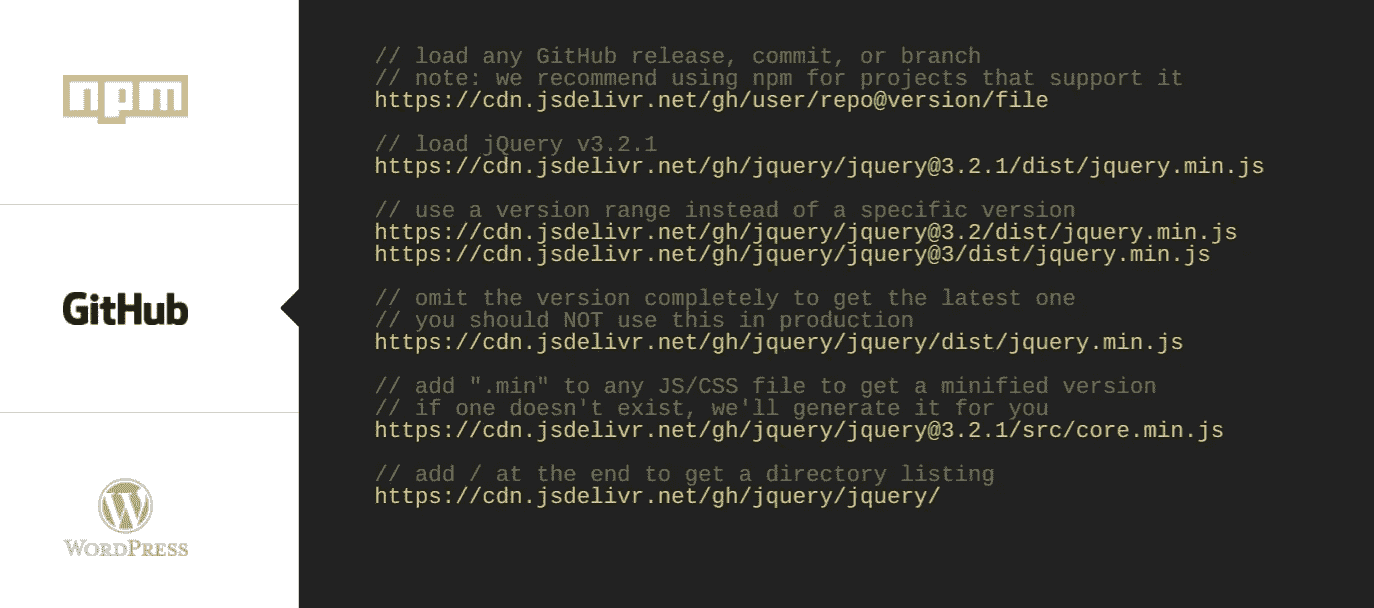 npm
GitHub
WORDPRESS
// load any GitHub release, commit, or branch
// note: we recommend using npm for projects that support it
https://cdn.jsdelivr.net/gh/user/repo@version/file
// load jQuery v3.2.1
https://cdn.jsdelivr.net/gh/jquery/jquery@3.2.1/dist/jquery.min.js
// use a version range instead of a specific version
https://cdn.jsdelivr.net/gh/jquery/jquery@3.2/dist/jquery.min.js
https://cdn.jsdelivr.net/gh/jquery/jquery@3/dist/jquery.min.js
// omit the version completely to get the latest one
// you should NOT use this in production
https://cdn.jsdelivr.net/gh/jquery/jquery/dist/jquery.min.js
// add ".min" to any JS/CSS file to get a minified version
// if one doesn't exist, we'll generate it for you
https://cdn.jsdelivr.net/gh/jquery/jquery@3.2.1/src/core.min.js
// add / at the end to get a directory listing
https://cdn.jsdelivr.net/gh/jquery/jquery/